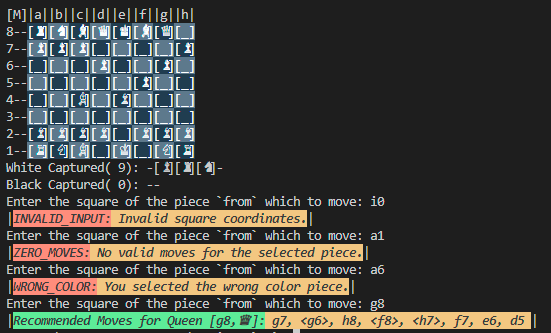 [M]|a||b||c||d||e||f||g||h|
8--[♜][♞][♝][♛][♚][♝][♛][_]
7--[♟][♟][♟][_][_][_][_][♟]
6--[_][_][_][♟][_][_][♟][_]
5--[_][_][_][_][_][♟][_][_]
4--[_][_][♗][_][♟][_][_][_]
3--[_][_][_][_][_][_][_][_]
2--[♟][♟][♟][♟][_][♟][♟][♟]
1--[♖][♘][_][_][♔][_][♘][♖]
White Captured( 9): -[♟][♜][♞]-
Black Captured( 0): --
Enter the square of the piece `from` which to move: i0
|INVALID_INPUT: Invalid square coordinates.|
Enter the square of the piece `from` which to move: a1
|ZERO_MOVES: No valid moves for the selected piece.|
Enter the square of the piece `from` which to move: a6
|WRONG_COLOR: You selected the wrong color piece.|
Enter the square of the piece `from` which to move: g8
|Recommended Moves for Queen [g8,♕]: g7, <g6>, h8, <f8>, <h7>, f7, e6, d5 |